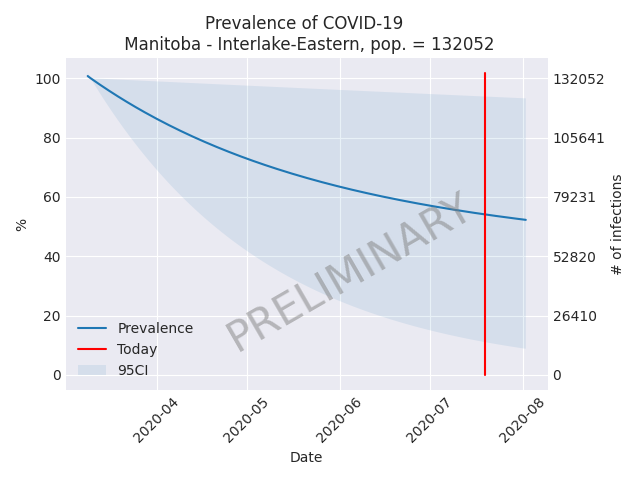 Prevalence of COVID-19
Manitoba - Interlake-Eastern, pop. = 132052
100
80
60
40
20
0
%
132052
105641
79231
52820
26410
0
# of infections
PRELIMINARY
Prevalence
Today
95CI
2020-04
2020-05
2020-06
2020-07
2020-08
Date